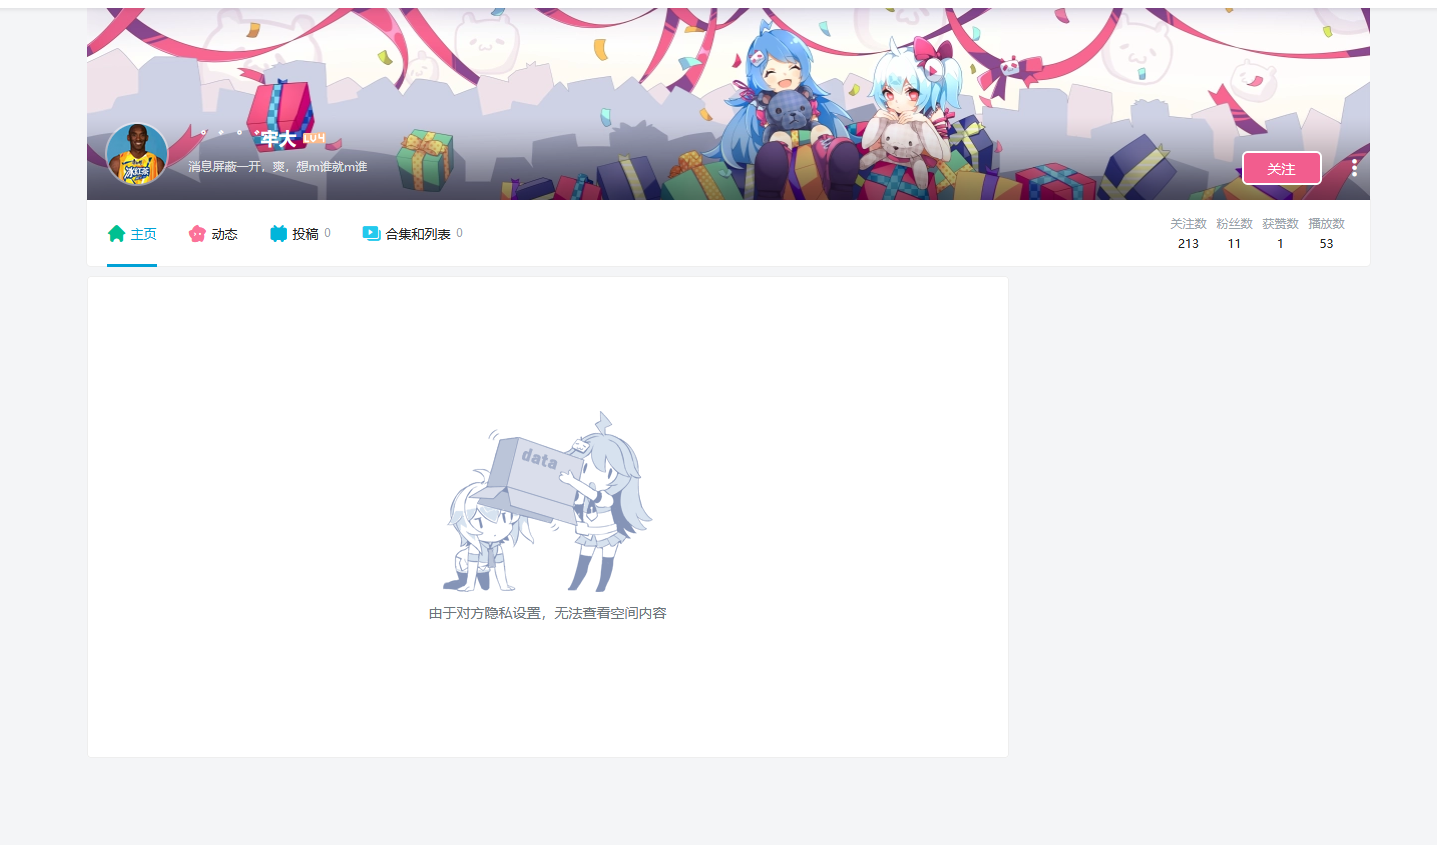 牢大 LV4
消息屏蔽一开，爽，想m谁就m谁
冰红茶
关注
主页 动态 投稿 0 合集和列表 0
关注数 粉丝数 获赞数 播放数
213 11 1 53
data
由于对方隐私设置，无法查看空间内容